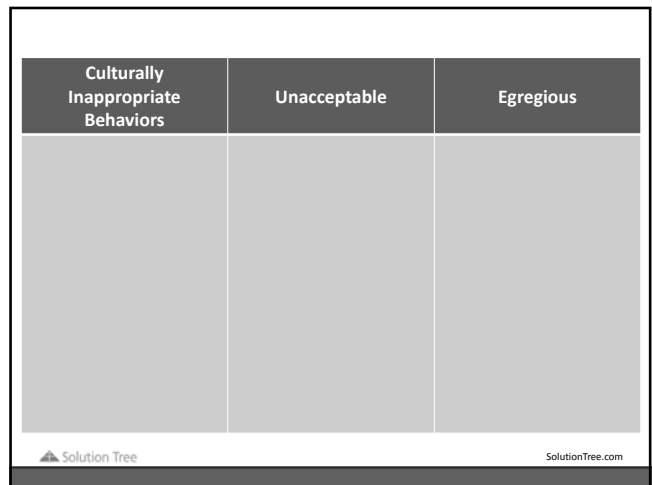 Culturally
Inappropriate
Behaviors
Unacceptable
Egregious
Solution Tree
SolutionTree.com